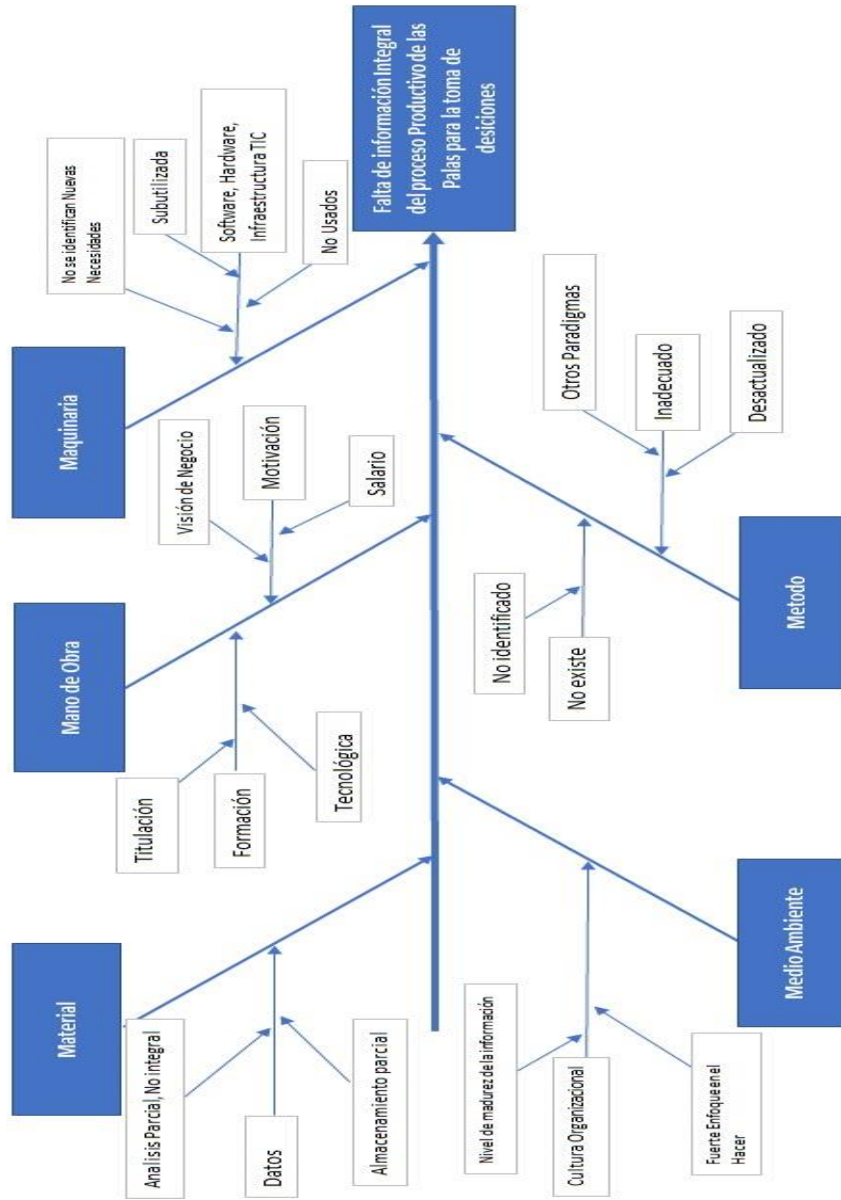 Material
Mano de Obra
Maquinaria
Analisis Parcial, No integral
Datos
Almacenamiento parcial
Titulación
Formación
Tecnológica
Visión de Negocio
Motivación
Salario
No se identifican Nuevas
Necesidades
Subutilizada
Software, Hardware,
Infraestructura TIC
No Usados
Falta de información Integral
del proceso Productivo de las
Palas para la toma de
desiciones
Nivel de madurez de la información
Cultura Organizacional
Fuerte Enfoque en el
Hacer
No identificado
No existe
Otros Paradigmas
Inadecuado
Desactualizado
Medio Ambiente
Metodo